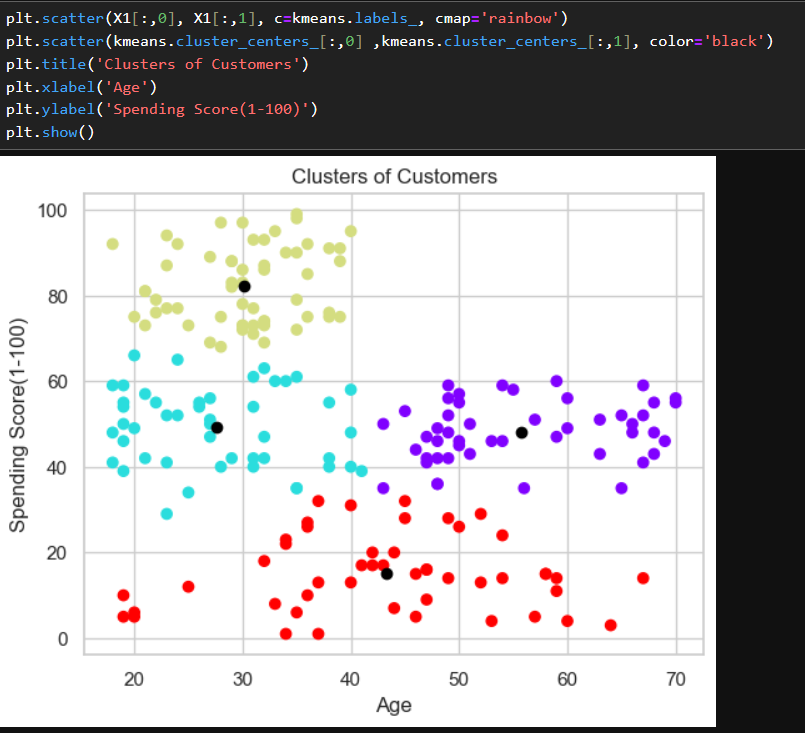 plt.scatter(X1[:,0], X1[:,1], c=kmeans.labels_, cmap='rainbow')
plt.scatter(kmeans.cluster_centers_[:,0] ,kmeans.cluster_centers_[:,1], color='black')
plt.title('Clusters of Customers')
plt.xlabel('Age')
plt.ylabel('Spending Score(1-100)')
plt.show()
Clusters of Customers
100
80
60
40
20
0
Spending Score(1-100)
20 30 40 50 60 70
Age